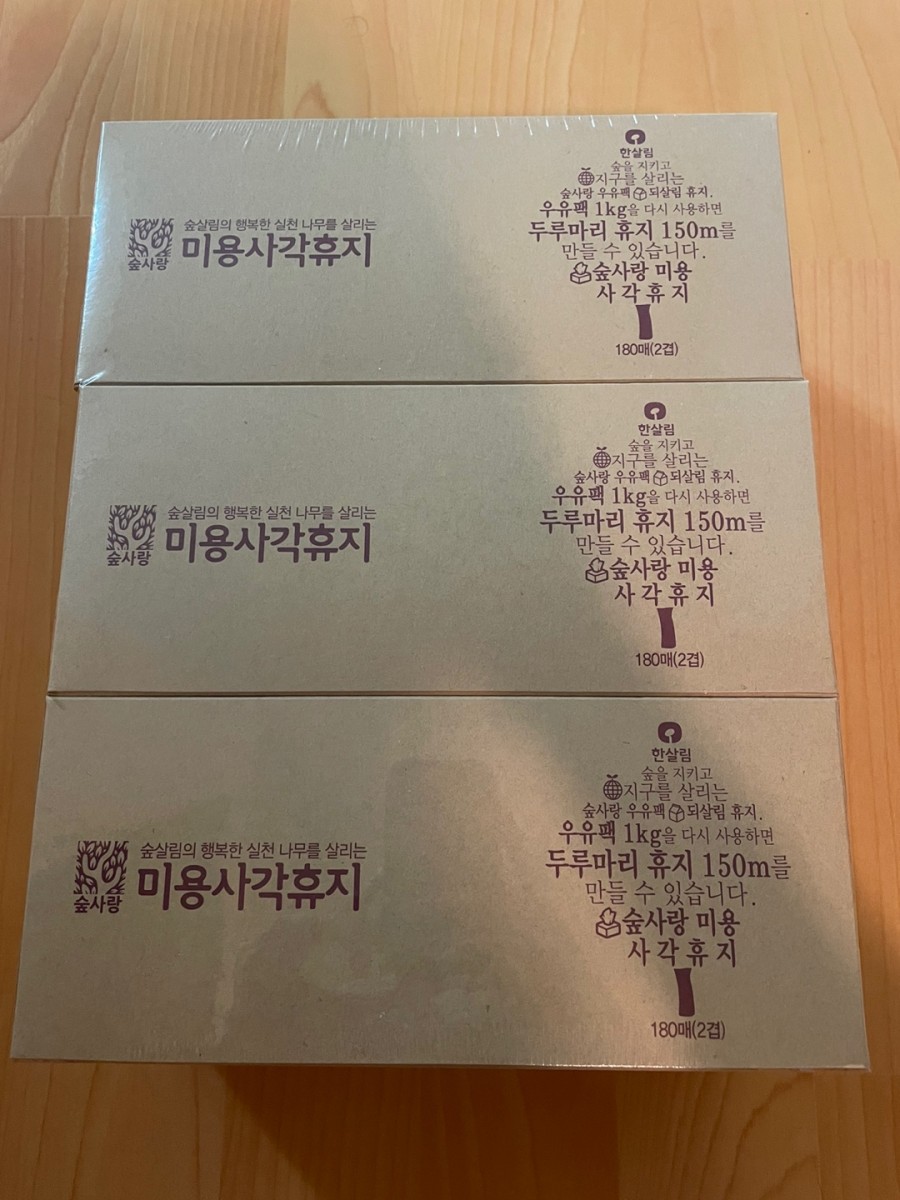 숲사랑
숲살림의 행복한 실천 나무를 살리는
미용사각휴지
한살림
숲을 지키고
지구를 살리는
숲사랑 우유팩 되살림 휴지.
우유팩 1kg을 다시 사용하면
두루마리 휴지 150m를
만들 수 있습니다.
숲사랑 미용
사 각 휴 지
180매(2겹)
숲사랑
숲살림의 행복한 실천 나무를 살리는
미용사각휴지
한살림
숲을 지키고
지구를 살리는
숲사랑 우유팩 되살림 휴지.
우유팩 1kg을 다시 사용하면
두루마리 휴지 150m를
만들 수 있습니다.
숲사랑 미용
사 각 휴 지
180매(2겹)
숲사랑
숲살림의 행복한 실천 나무를 살리는
미용사각휴지
한살림
숲을 지키고
지구를 살리는
숲사랑 우유팩 되살림 휴지.
우유팩 1kg을 다시 사용하면
두루마리 휴지 150m를
만들 수 있습니다.
숲사랑 미용
사 각 휴 지
180매(2겹)